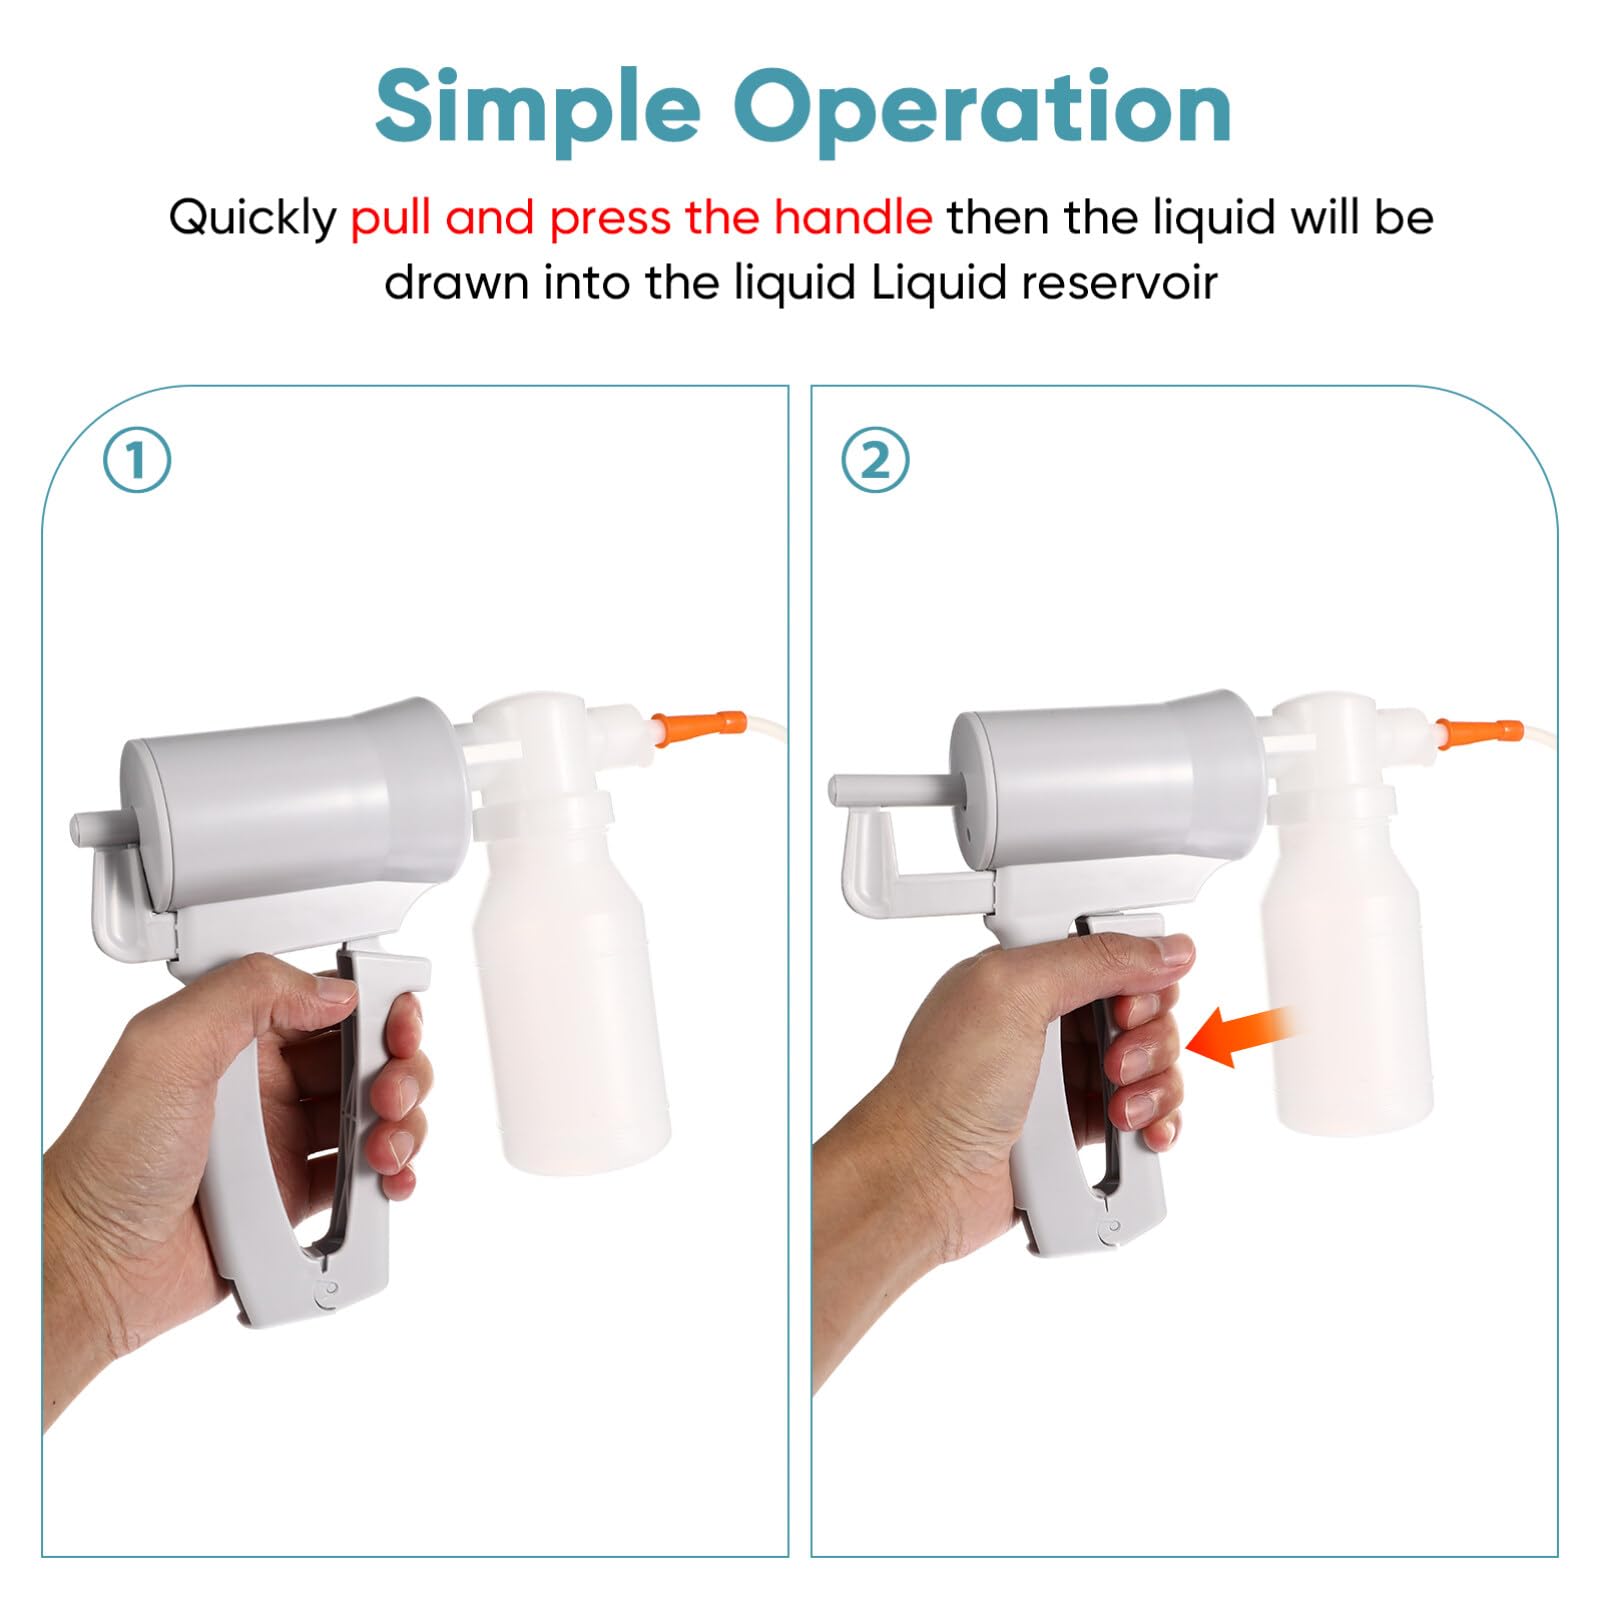 Simple Operation
Quickly pull and press the handle then the liquid will be
drawn into the liquid Liquid reservoir
1
2